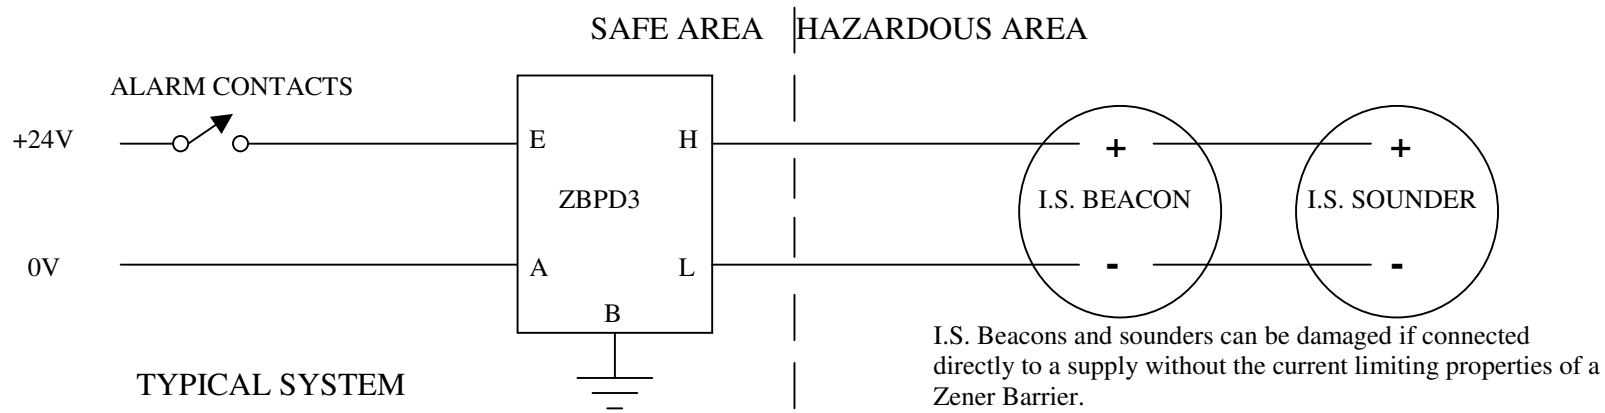 SAFE AREA
HAZARDOUS AREA
ALARM CONTACTS
+24V
E
H
+
+
ZBPD3
I.S. BEACON
I.S. SOUNDER
0V
A
L
-
-
B
I.S. Beacons and sounders can be damaged if connected
directly to a supply without the current limiting properties of a
Zener Barrier.
TYPICAL SYSTEM